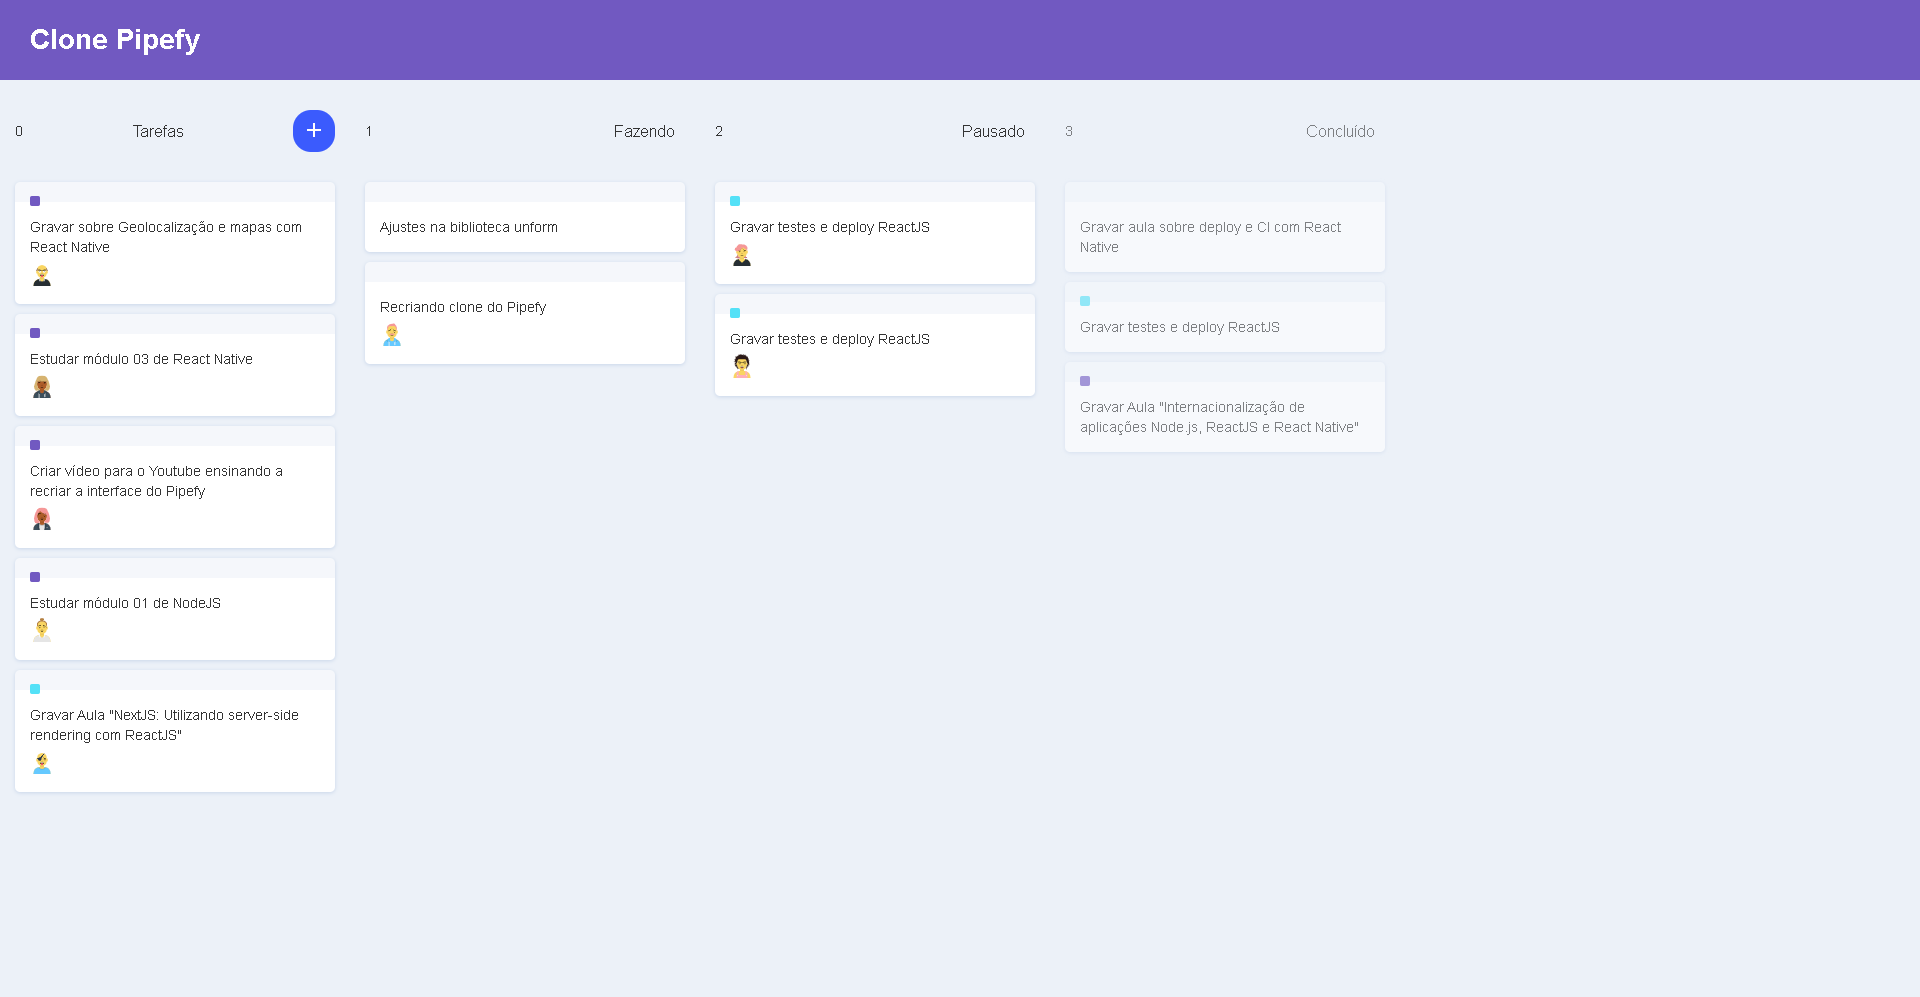 Clone Pipefy
0
Tarefas
+
Gravar sobre Geolocalização e mapas com
React Native
Estudar módulo 03 de React Native
Criar vídeo para o Youtube ensinando a
recriar a interface do Pipefy
Estudar módulo 01 de NodeJS
Gravar Aula "NextJS: Utilizando server-side
rendering com ReactJS"
1
Fazendo
Ajustes na biblioteca unform
Recriando clone do Pipefy
2
Pausado
Gravar testes e deploy ReactJS
Gravar testes e deploy ReactJS
3
Concluído
Gravar aula sobre deploy e CI com React
Native
Gravar testes e deploy ReactJS
Gravar Aula "Internacionalização de
aplicações Node.js, ReactJS e React Native"